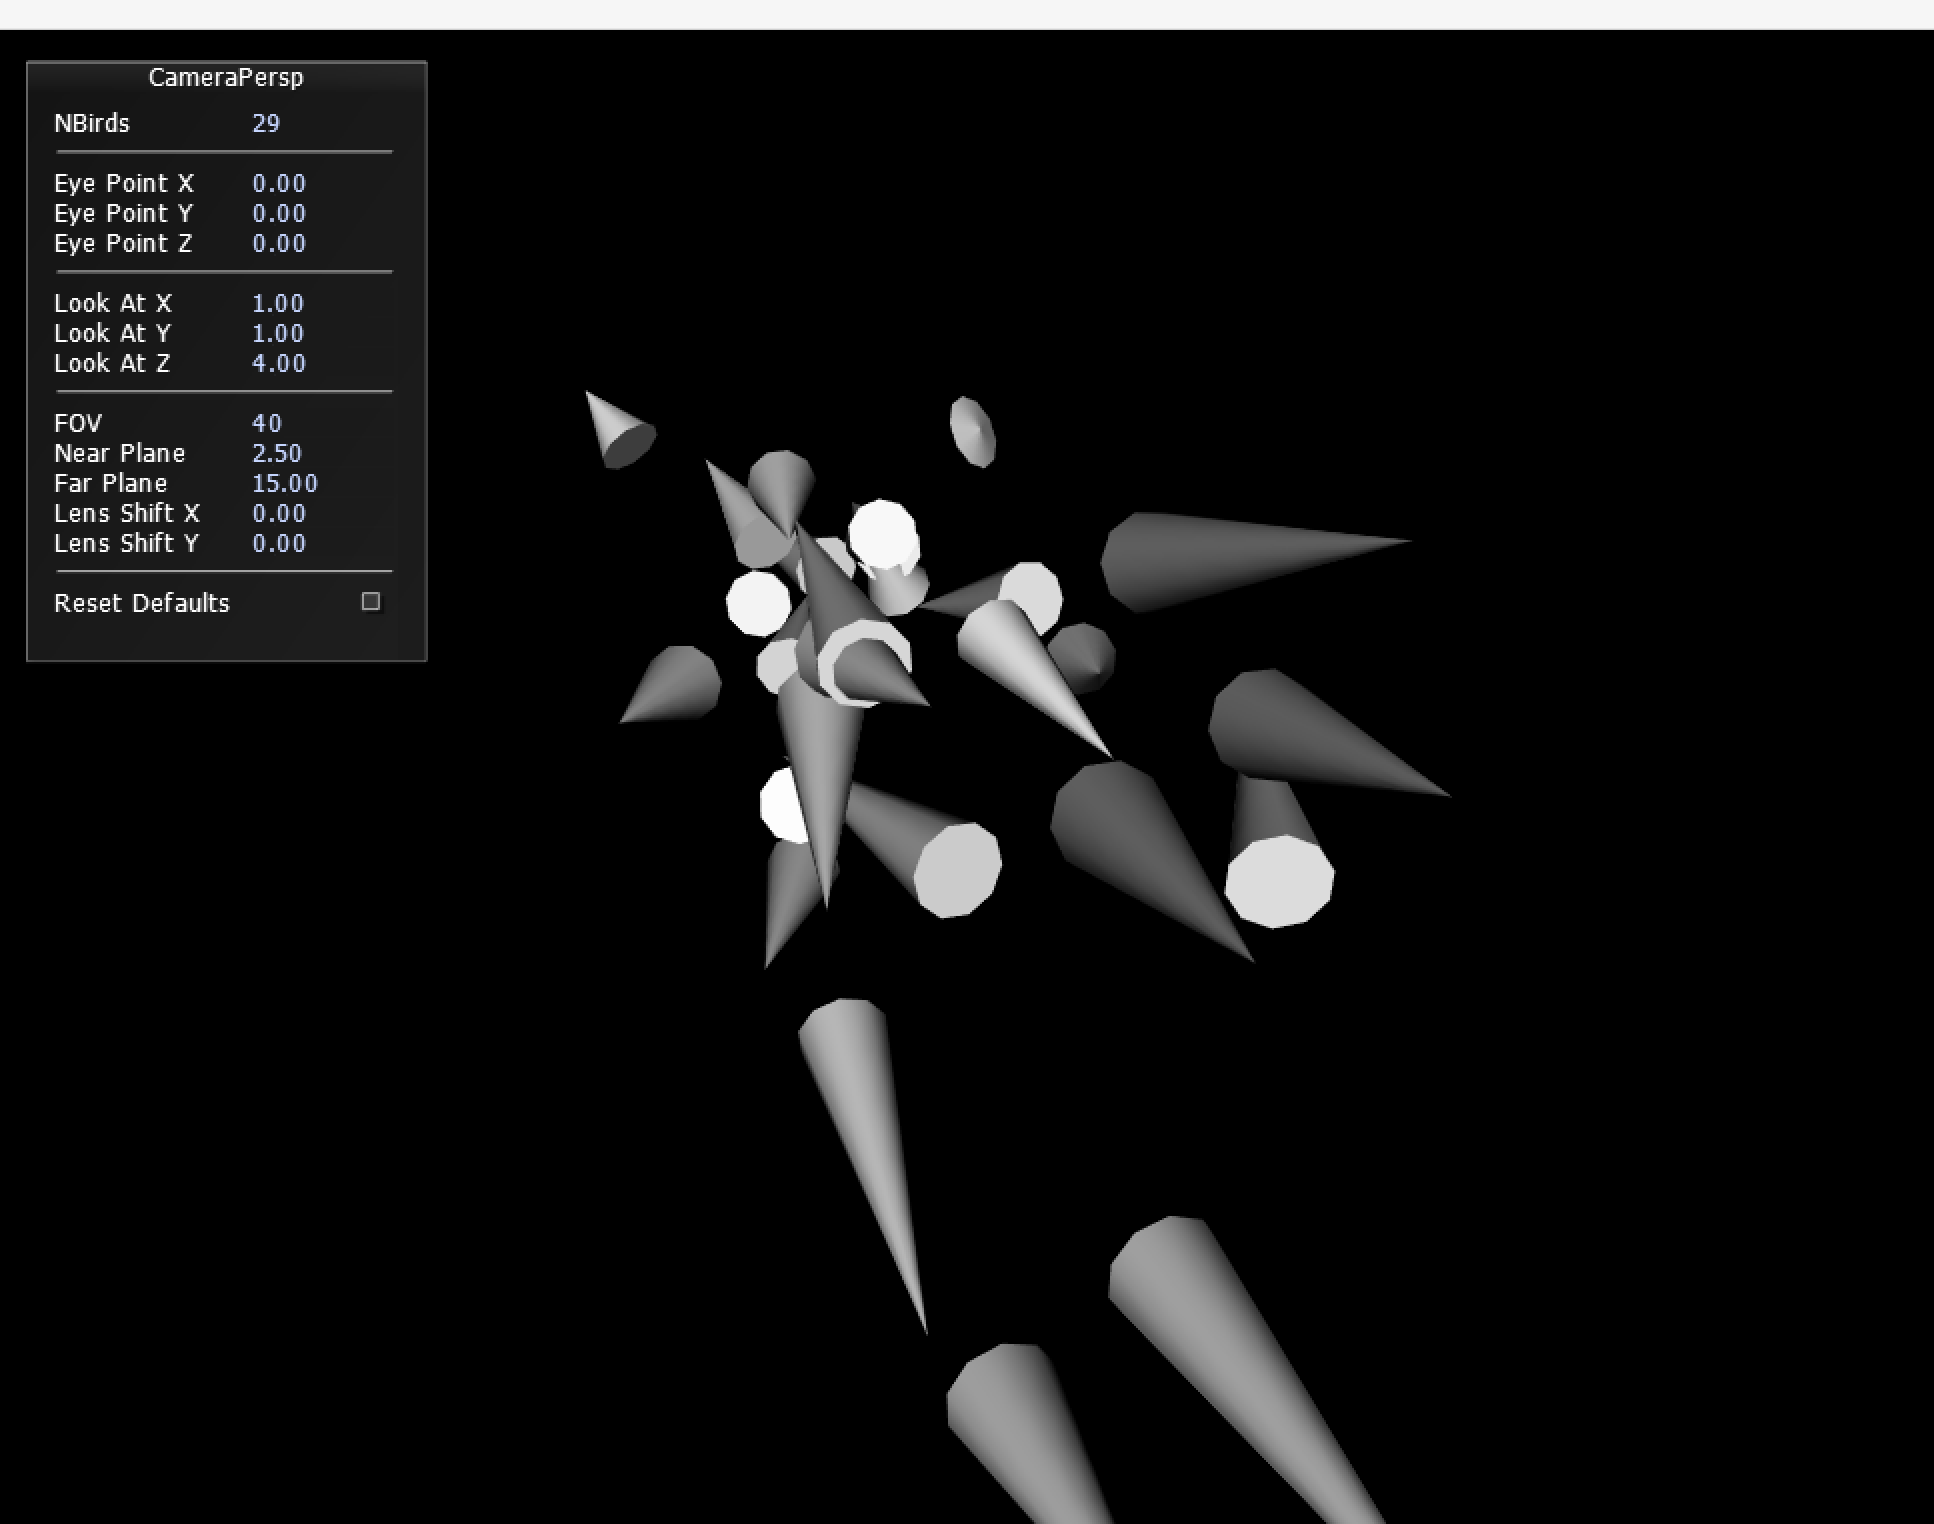 CameraPersp
NBirds 29
Eye Point X 0.00
Eye Point Y 0.00
Eye Point Z 0.00
Look At X 1.00
Look At Y 1.00
Look At Z 4.00
FOV 40
Near Plane 2.50
Far Plane 15.00
Lens Shift X 0.00
Lens Shift Y 0.00
Reset Defaults